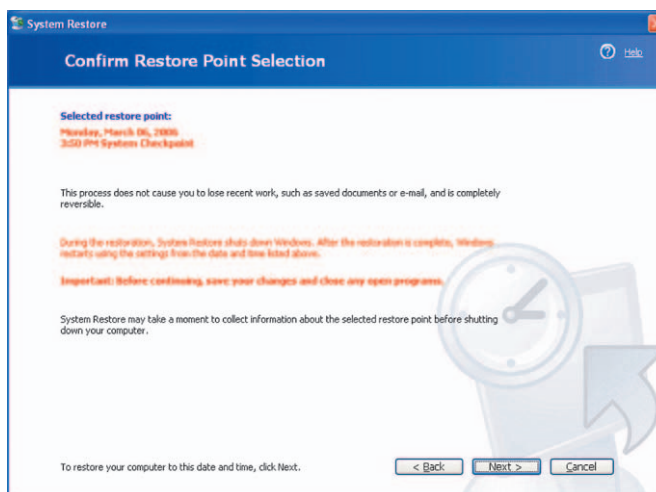 System Restore
Confirm Restore Point Selection
Help
Selected restore point:
Monday, March 06, 2006
3:50 PM System Checkpoint
This process does not cause you to lose recent work, such as saved documents or e-mail, and is completely
reversible.
During the restoration, System Restore shuts down Windows. After the restoration is complete, Windows
restarts using the settings from the date and time listed above.
Important: Before continuing, save your changes and close any open programs.
System Restore may take a moment to collect information about the selected restore point before shutting
down your computer.
To restore your computer to this date and time, click Next.
< Back Next > Cancel